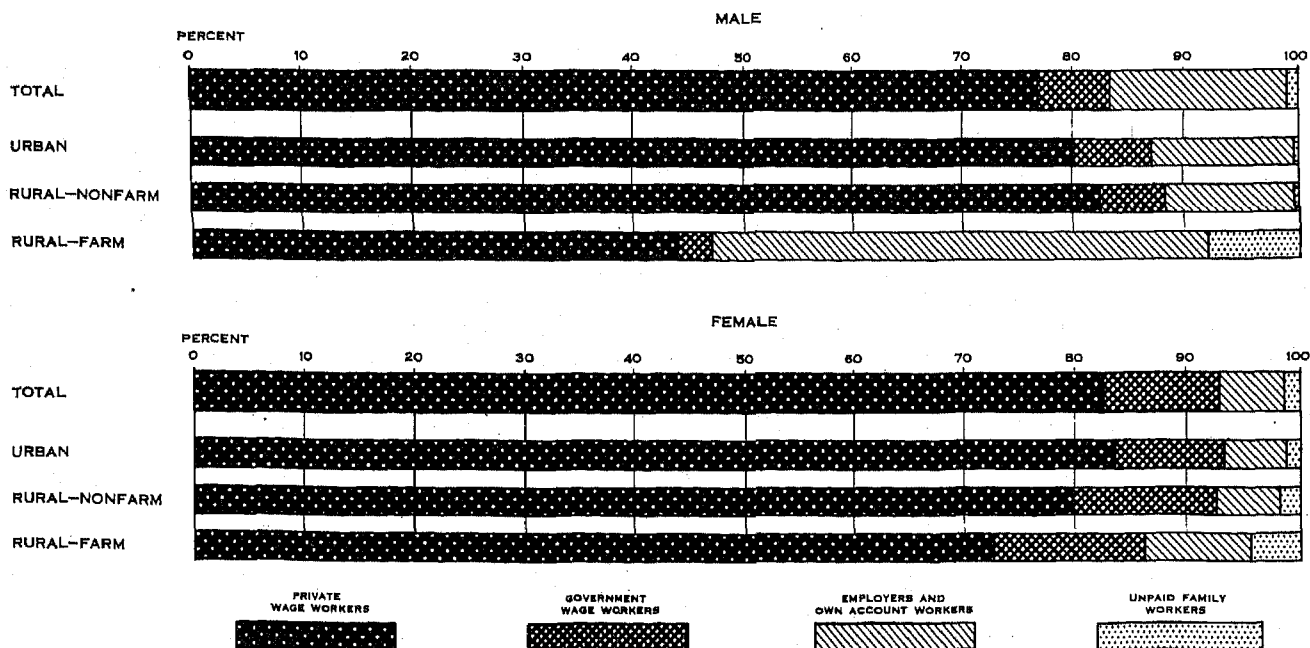 MALE
PERCENT
0 10 20 30 40 50 60 70 80 90 100
TOTAL
URBAN
RURAL—NONFARM
RURAL—FARM
FEMALE
PERCENT
0 10 20 30 40 50 60 70 80 90 100
TOTAL
URBAN
RURAL—NONFARM
RURAL—FARM
PRIVATE
WAGE WORKERS
GOVERNMENT
WAGE WORKERS
EMPLOYERS AND
OWN ACCOUNT WORKERS
UNPAID FAMILY
WORKERS